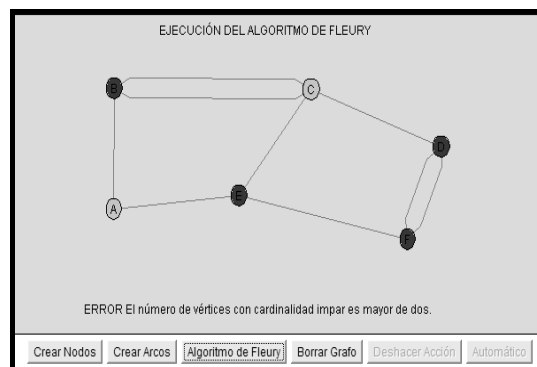 EJECUCIÓN DEL ALGORITMO DE FLEURY
B
C
D
A
E
F
ERROR El número de vértices con cardinalidad impar es mayor de dos.
Crear Nodos Crear Arcos Algoritmo de Fleury Borrar Grafo Deshacer Acción Automático